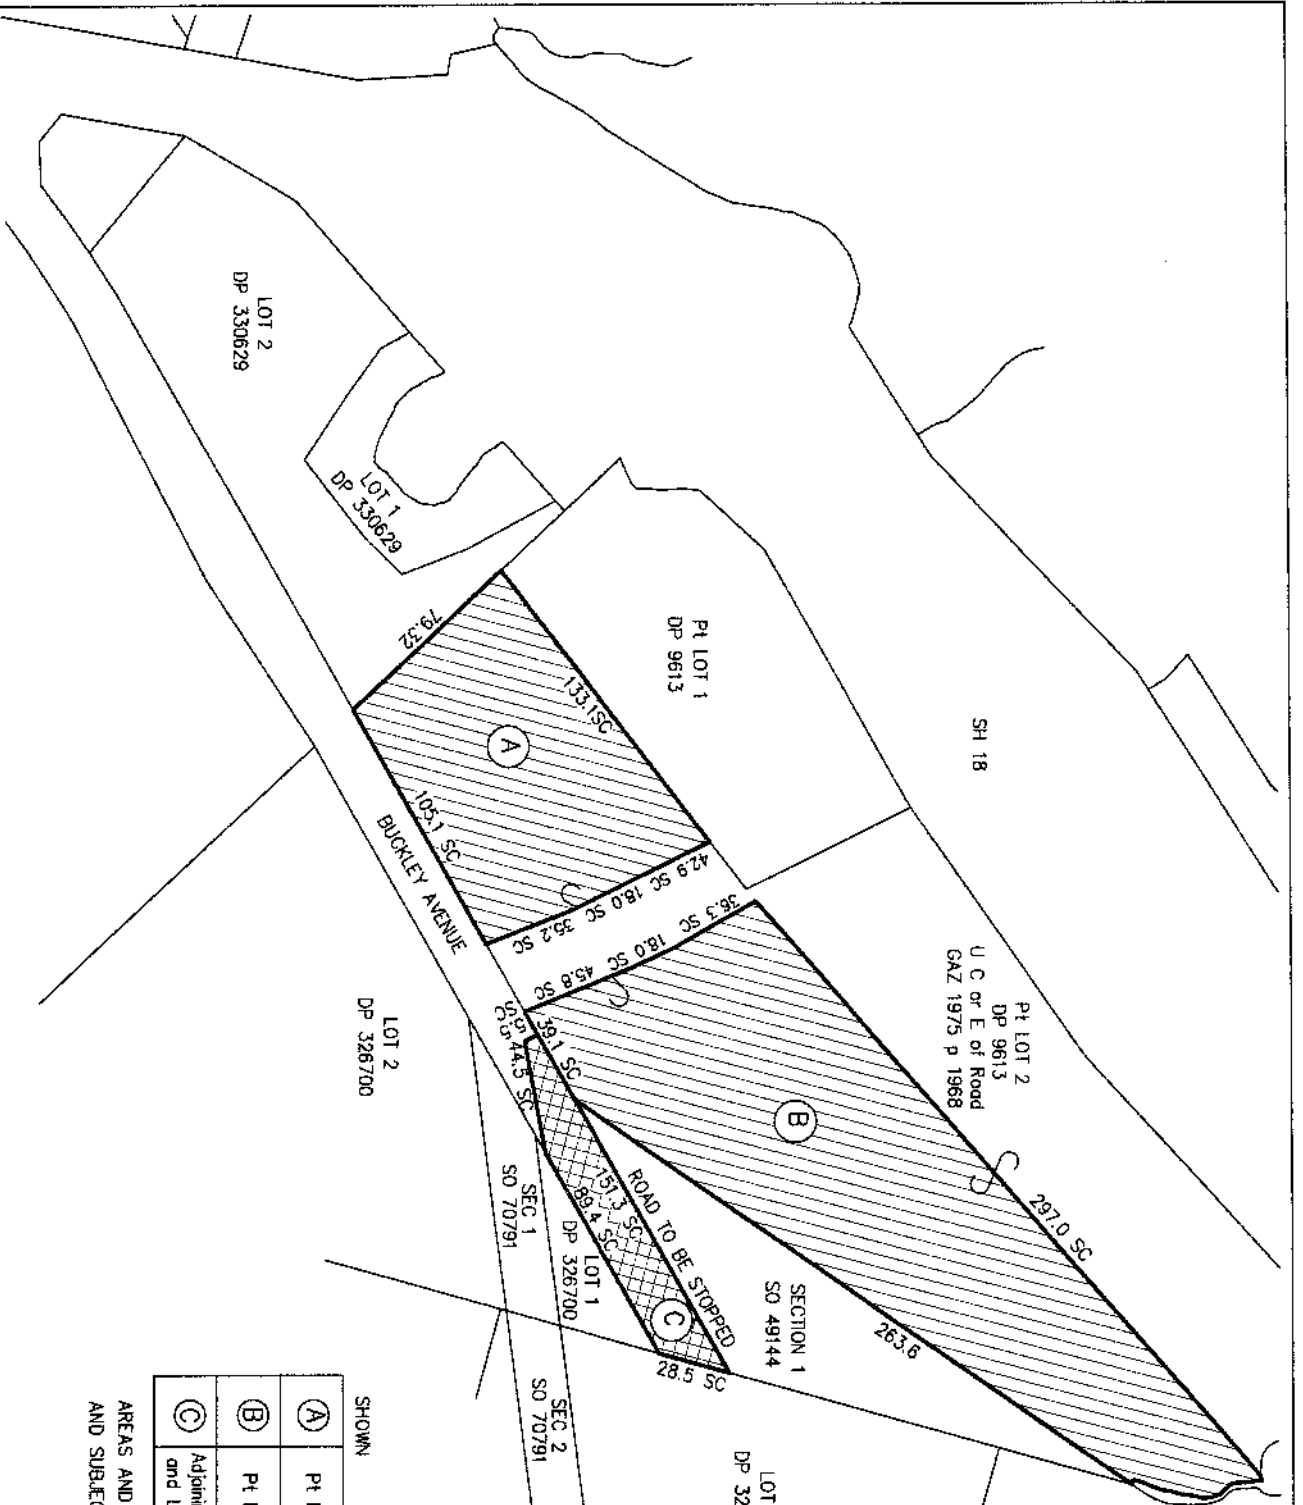 LOT 2
DP 330629
LOT 1
DP 330629
Pt LOT 1
DP 9613
SH 18
Pt LOT 2
DP 9613
U C or E of Road
GAZ 1975 p 1968
79.32
133.1SC
A
105.1 SC
42.9 SC
18.0 SC
35.2 SC
BUCKLEY AVENUE
36.3 SC
18.0 SC
45.8 SC
39.1 SC
44.5 SC
B
297.0 SC
263.6
ROAD TO BE STOPPED
151.3 SC
89.4 SC
C
28.5 SC
SECTION 1
SO 49144
LOT 1
DP 326700
SEC 1
SO 70791
SEC 2
SO 70791
LOT 2
DP 326700
LOT
DP 32
SHOWN
A Pt
B Pt
C Adjoini
and L
AREAS AND
AND SUBJEC